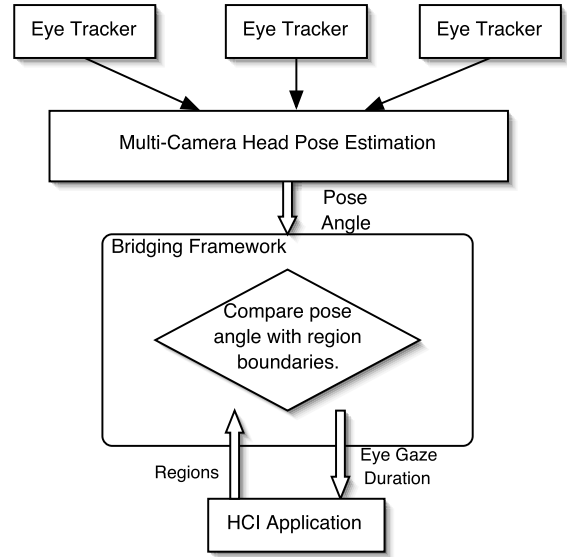 Eye Tracker
Eye Tracker
Eye Tracker
Multi-Camera Head Pose Estimation
Pose
Angle
Bridging Framework
Compare pose
angle with region
boundaries.
Regions
Eye Gaze
Duration
HCI Application